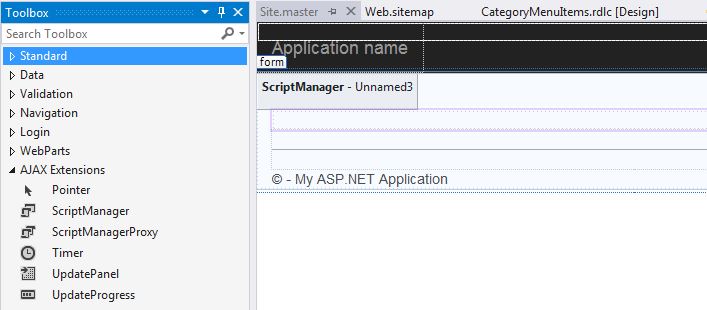 Toolbox
Search Toolbox
Standard
Data
Validation
Navigation
Login
WebParts
AJAX Extensions
Pointer
ScriptManager
ScriptManagerProxy
Timer
UpdatePanel
UpdateProgress
Site.master Web.sitemap CategoryMenuItems.rdlc [Design]
Application name
form
ScriptManager - Unnamed3
© - My ASP.NET Application